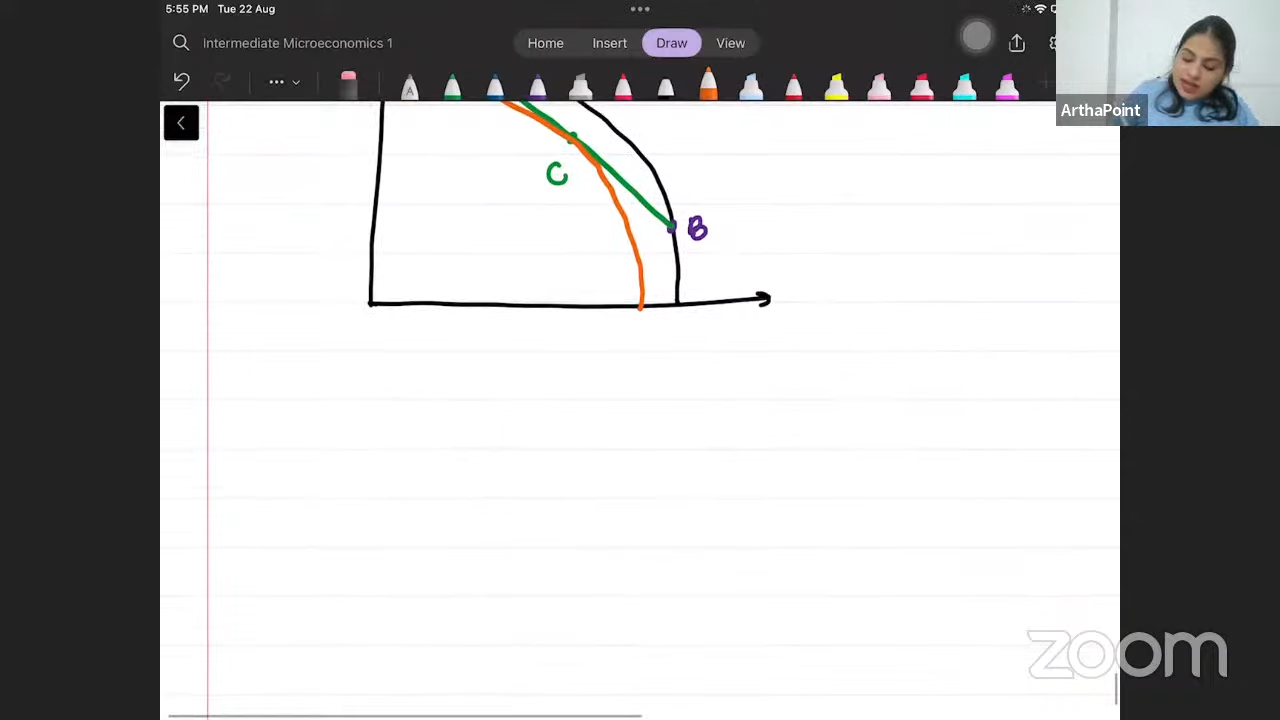 5:55 PM Tue 22 Aug
Intermediate Microeconomics 1
Home Insert Draw View
A
ArthaPoint
C
B
zoom